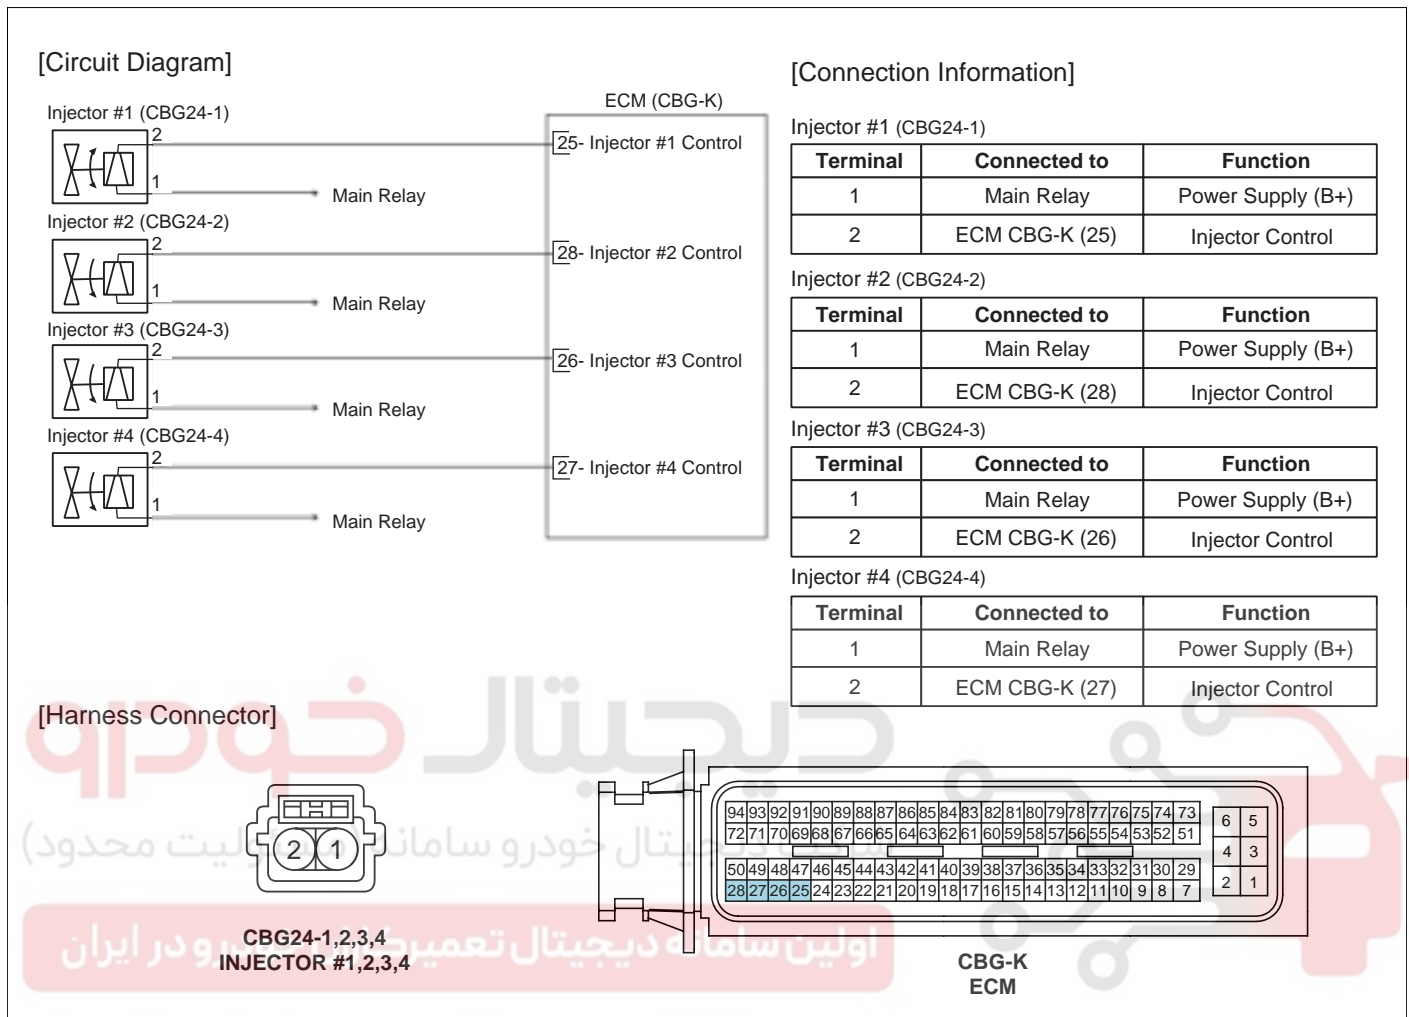 [Circuit Diagram]
Injector #1 (CBG24-1)
2
1
Main Relay
Injector #2 (CBG24-2)
2
1
Main Relay
Injector #3 (CBG24-3)
2
1
Main Relay
Injector #4 (CBG24-4)
2
1
Main Relay
ECM (CBG-K)
25- Injector #1 Control
28- Injector #2 Control
26- Injector #3 Control
27- Injector #4 Control
[Connection Information]
Injector #1 (CBG24-1)
Terminal Connected to Function
1 Main Relay Power Supply (B+)
2 ECM CBG-K (25) Injector Control
Injector #2 (CBG24-2)
Terminal Connected to Function
1 Main Relay Power Supply (B+)
2 ECM CBG-K (28) Injector Control
Injector #3 (CBG24-3)
Terminal Connected to Function
1 Main Relay Power Supply (B+)
2 ECM CBG-K (26) Injector Control
Injector #4 (CBG24-4)
Terminal Connected to Function
1 Main Relay Power Supply (B+)
2 ECM CBG-K (27) Injector Control
[Harness Connector]
دیجیتال خودرو
دیجیتال خودرو سامانه
محدود)
اولین سامانه دیجیتال تعمیرکاران خودرو در ایران
2 1
CBG24-1,2,3,4
INJECTOR #1,2,3,4
94 93 92 91 90 89 88 87 86 85 84 83 82 81 80 79 78 77 76 75 74 73
72 71 70 69 68 67 66 65 64 63 62 61 60 59 58 57 56 55 54 53 52 51
50 49 48 47 46 45 44 43 42 41 40 39 38 37 36 35 34 33 32 31 30 29
28 27 26 25 24 23 22 21 20 19 18 17 16 15 14 13 12 11 10 9 8 7
6 5
4 3
2 1
CBG-K
ECM